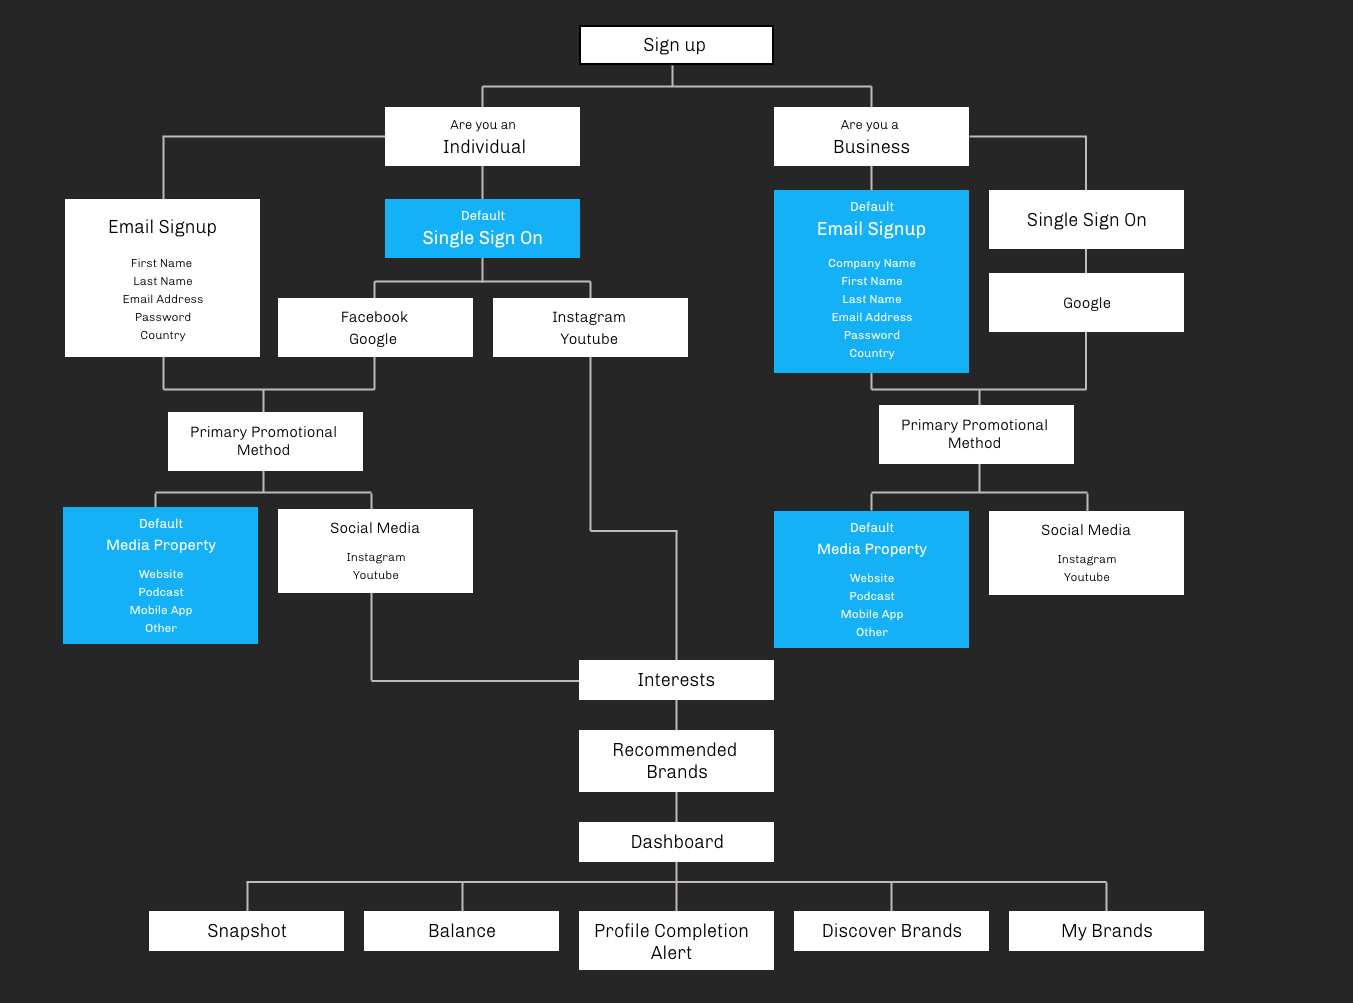 Sign up
Are you an
Individual
Are you a
Business
Email Signup
First Name
Last Name
Email Address
Password
Country
Default
Single Sign On
Facebook
Google
Instagram
Youtube
Default
Email Signup
Company Name
First Name
Last Name
Email Address
Password
Country
Single Sign On
Google
Primary Promotional
Method
Primary Promotional
Method
Default
Media Property
Website
Podcast
Mobile App
Other
Social Media
Instagram
Youtube
Default
Media Property
Website
Podcast
Mobile App
Other
Social Media
Instagram
Youtube
Interests
Recommended
Brands
Dashboard
Snapshot
Balance
Profile Completion
Alert
Discover Brands
My Brands